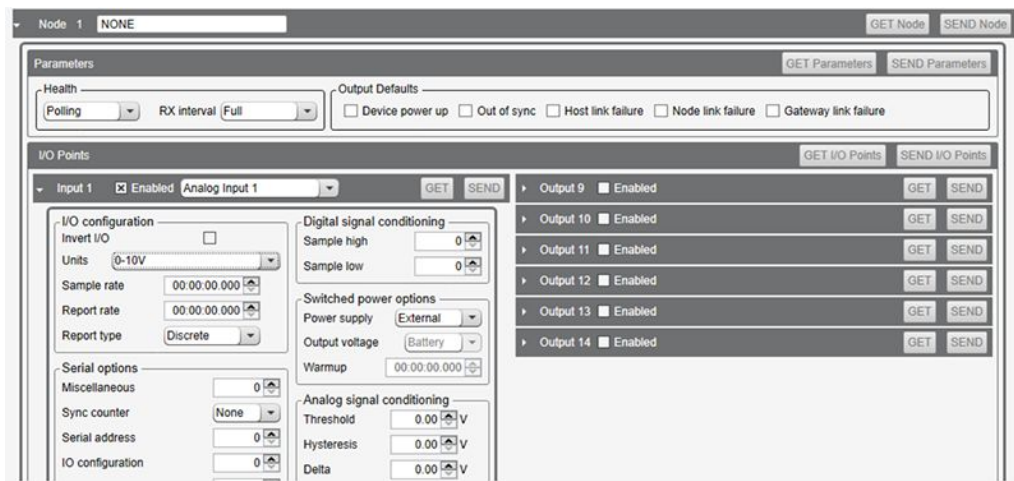 Node 1 NONE GET Node SEND Node
Parameters GET Parameters SEND Parameters
Health Output Defaults
Polling RX interval Full Device power up Out of sync Host link failure Node link failure Gateway link failure
I/O Points GET I/O Points SEND I/O Points
Input 1 Enabled Analog Input 1 GET SEND
I/O configuration
Invert I/O
Units 0-10V
Sample rate 00:00:00.000
Report rate 00:00:00.000
Report type Discrete
Serial options
Miscellaneous 0
Sync counter None
Serial address 0
IO configuration 0
Digital signal conditioning
Sample high 0
Sample low 0
Switched power options
Power supply External
Output voltage Battery
Warmup 00:00:00.000
Analog signal conditioning
Threshold 0.00 V
Hysteresis 0.00 V
Delta 0.00 V
Output 9 Enabled GET SEND
Output 10 Enabled GET SEND
Output 11 Enabled GET SEND
Output 12 Enabled GET SEND
Output 13 Enabled GET SEND
Output 14 Enabled GET SEND